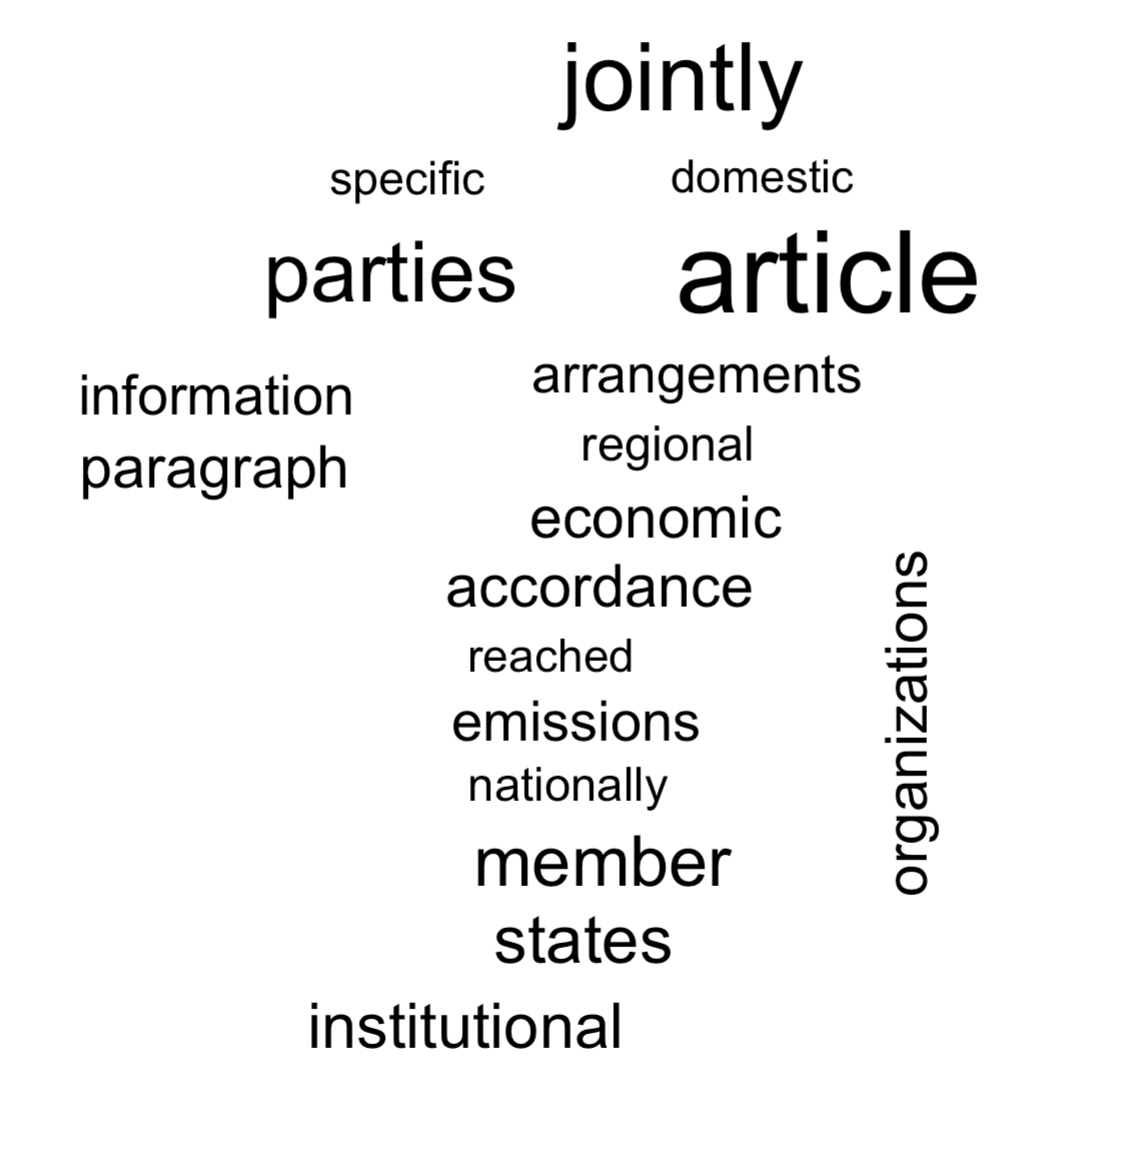 jointly
specific domestic
parties article
information arrangements
paragraph regional
economic
accordance
reached
emissions
nationally
organizations
member
states
institutional